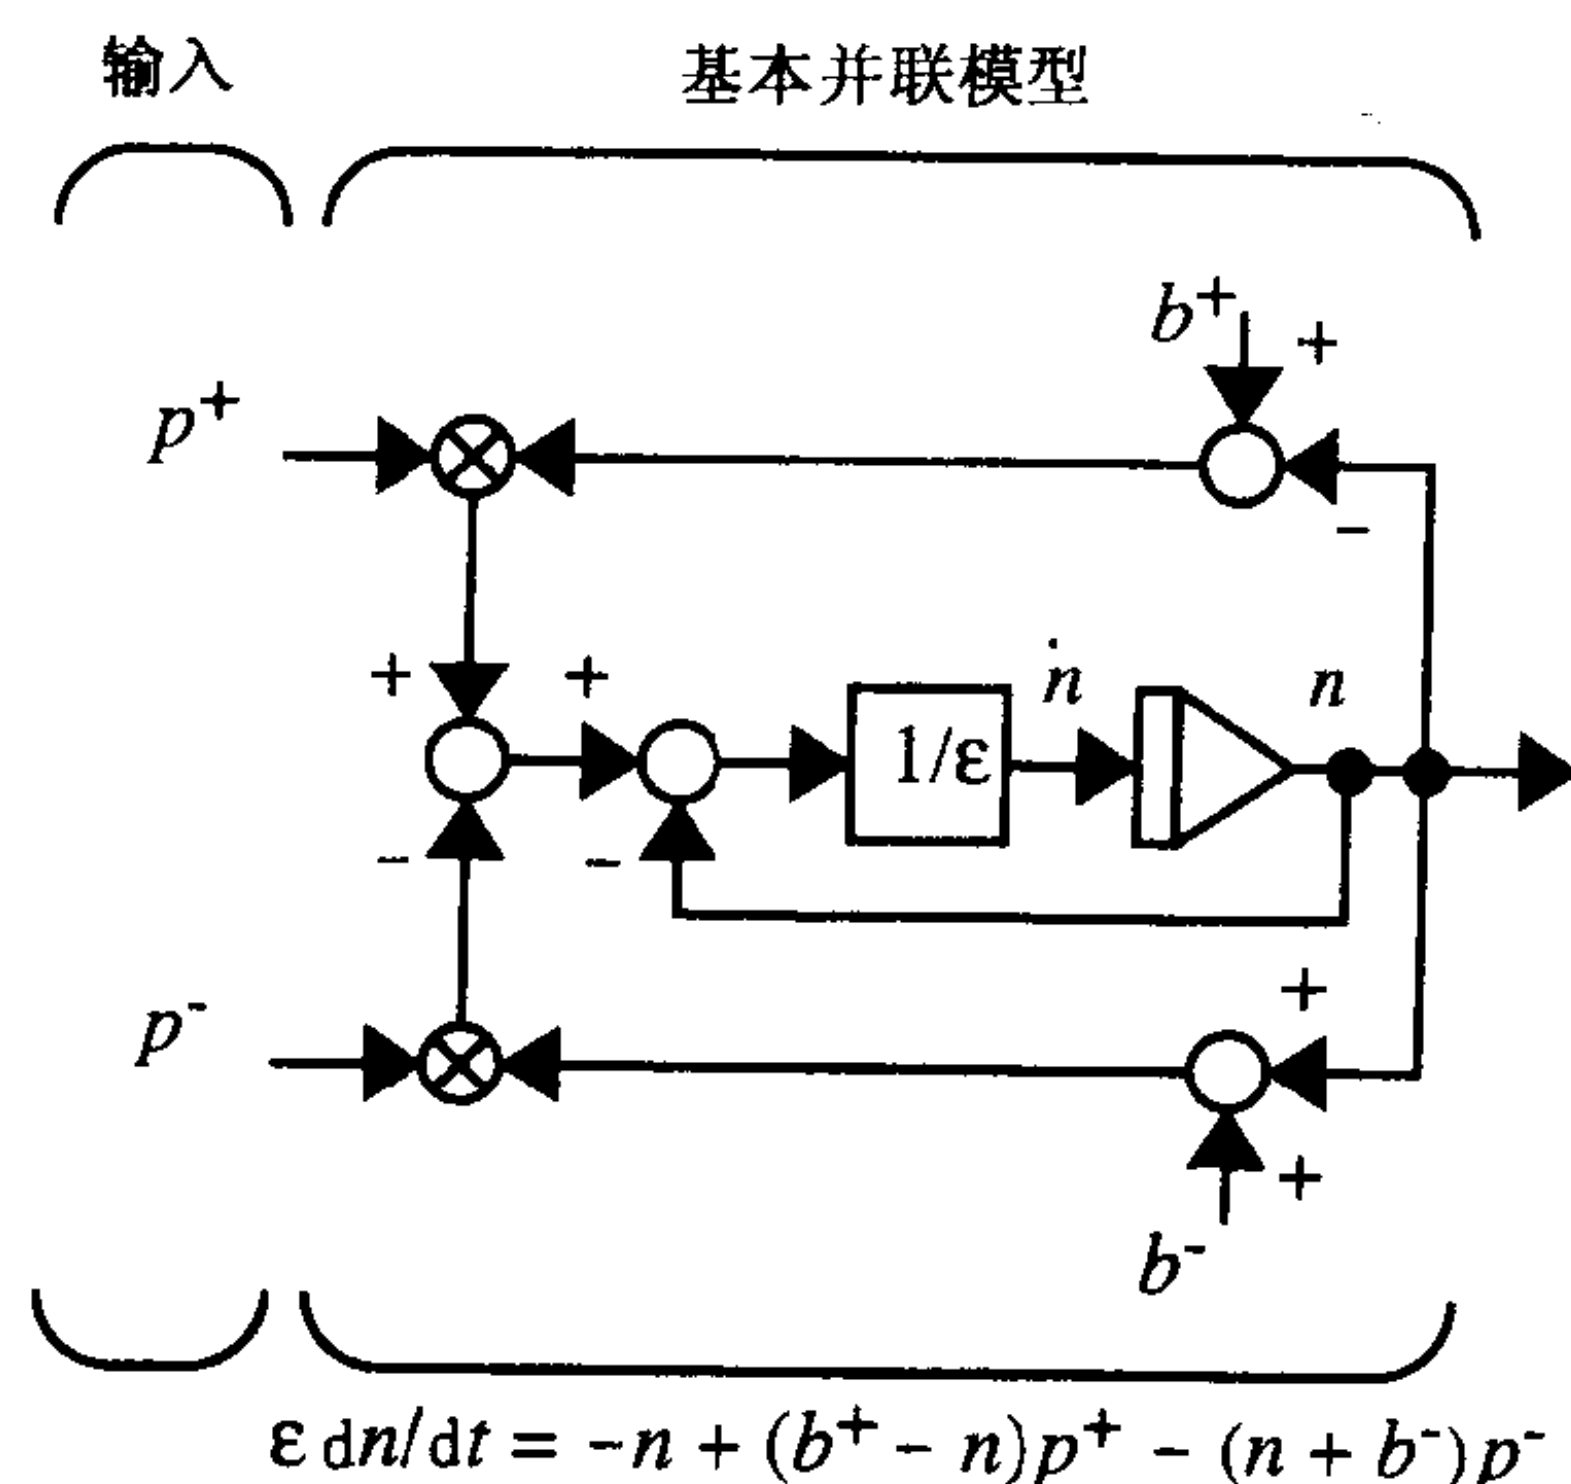 输入
基本并联模型
b⁺
+
p⁺
-
+
+
ṅ
n
1/ε
-
-
+
p⁻
+
b⁻
ε dn/dt = -n + (b⁺ - n)p⁺ - (n + b⁻)p⁻